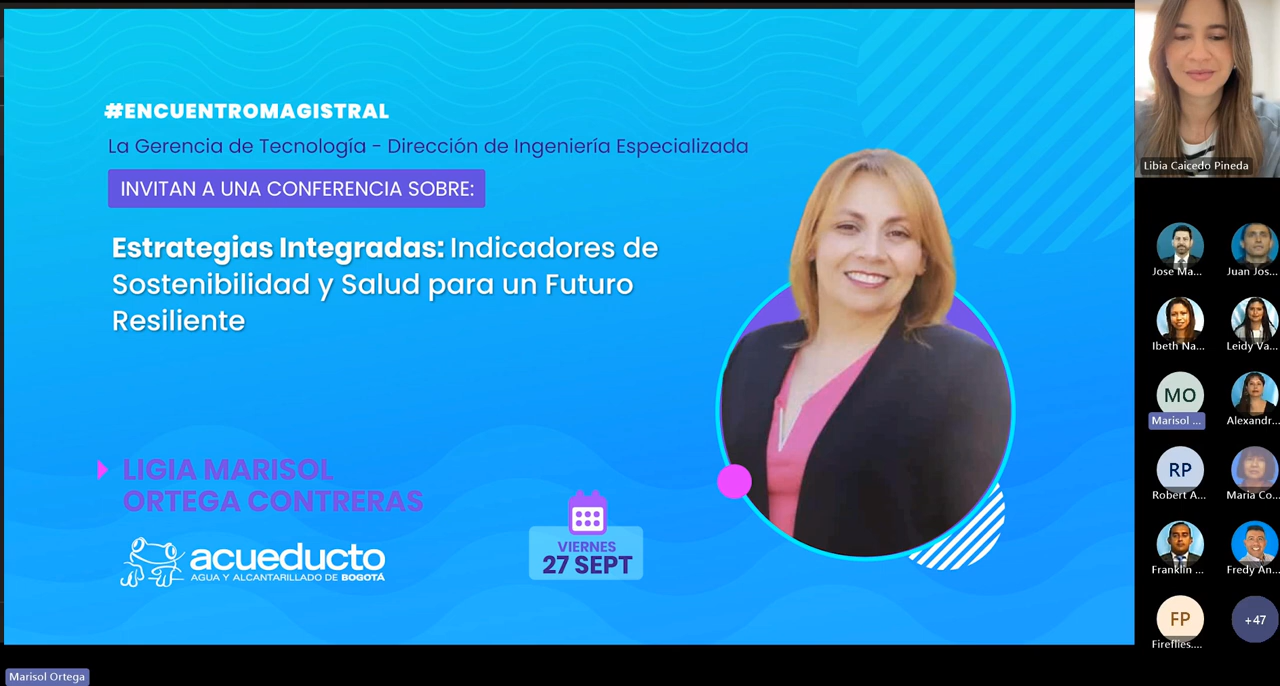 #ENCUENTROMAGISTRAL
La Gerencia de Tecnología - Dirección de Ingeniería Especializada
INVITAN A UNA CONFERENCIA SOBRE:
Estrategias Integradas: Indicadores de
Sostenibilidad y Salud para un Futuro
Resiliente
LIGIA MARISOL
ORTEGA CONTRERAS
acueducto
AGUA Y ALCANTARILLADO DE BOGOTÁ
VIERNES
27 SEPT
Marisol Ortega
Libia Caicedo Pineda
Jose Ma...
Juan Jos...
Ibeth Na...
Leidy Va...
MO
Marisol ...
Alexandr...
RP
Robert A...
Maria Co...
Franklin ...
Fredy An...
FP
Fireflies....
+47